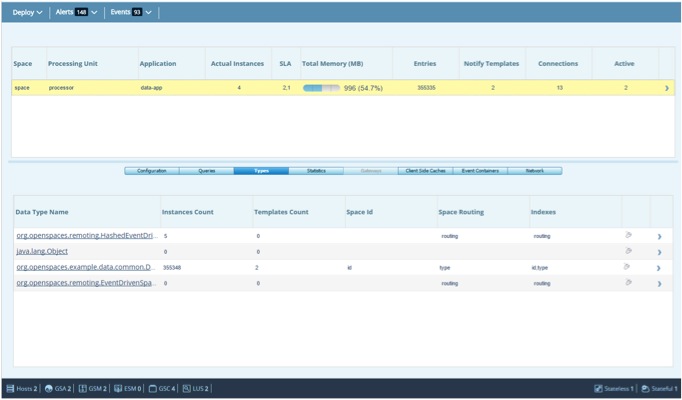 Deploy Alerts 148 Events 93
Space Processing Unit Application Actual Instances SLA Total Memory (MB) Entries Notify Templates Connections Active
space processor data-app 4 2,1 996 (54.7%) 355335 2 13 2
Configuration Queries Types Statistics Gateways Client Side Caches Event Containers Network
Data Type Name Instances Count Templates Count Space Id Space Routing Indexes
org.openspaces.remoting.HashedEventDri... 5 0 routing routing
java.lang.Object 0 0
org.openspaces.example.data.common.D... 355348 2 id type id,type
org.openspaces.remoting.EventDrivenSpa... 0 0 routing routing
Hosts 2 GSA 2 GSM 2 ESM 0 GSC 4 LUS 2 Stateless 1 Stateful 1